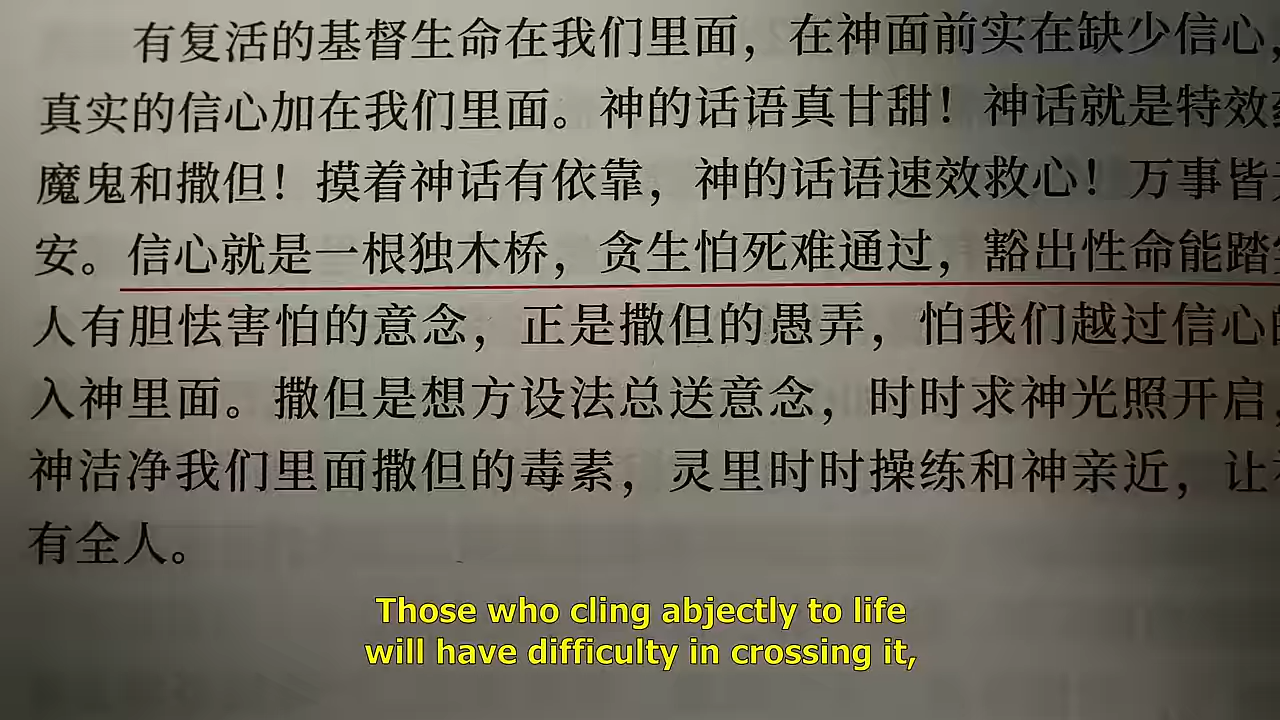 有复活的基督生命在我们里面，在神面前实在缺少信心，
真实的信心加在我们里面。神的话语真甘甜！神话就是特效
魔鬼和撒但！摸着神话有依靠，神的话语速效救心！万事皆
安。信心就是一根独木桥，贪生怕死难通过，豁出性命能踏
人有胆怯害怕的意念，正是撒但的愚弄，怕我们越过信心
入神里面。撒但是想方设法总送意念，时时求神光照开启，
神洁净我们里面撒但的毒素，灵里时时操练和神亲近，让
有全人。
Those who cling abjectly to life
will have difficulty in crossing it,